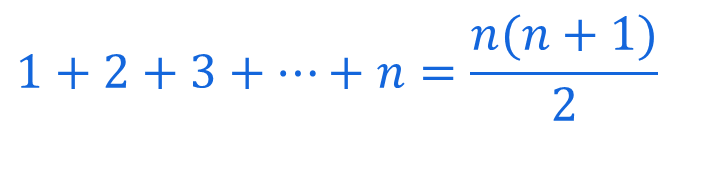 1 + 2 + 3 + ⋯ + n = n(n + 1)/2